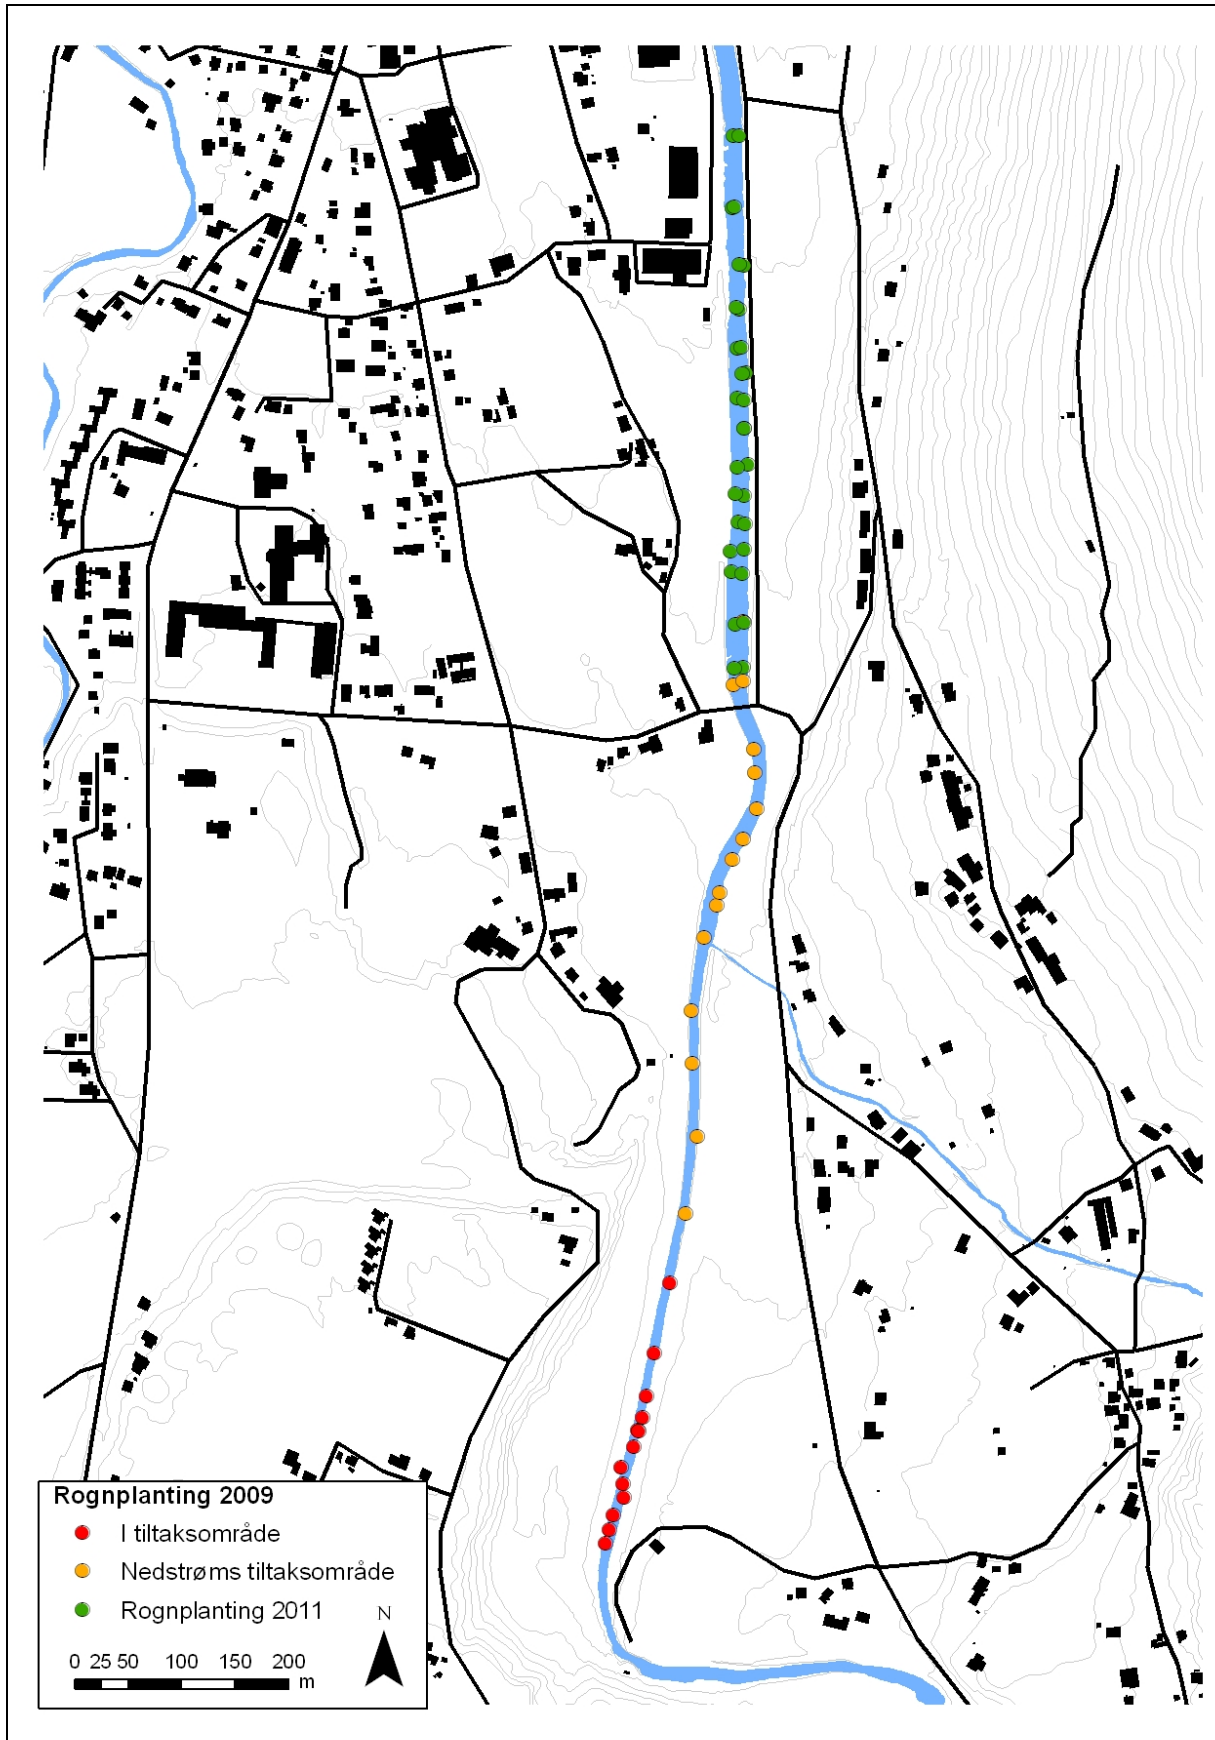 Rognplanting 2009
I tiltaksområde
Nedstrøms tiltaksområde
Rognplanting 2011
N
0 25 50 100 150 200
m